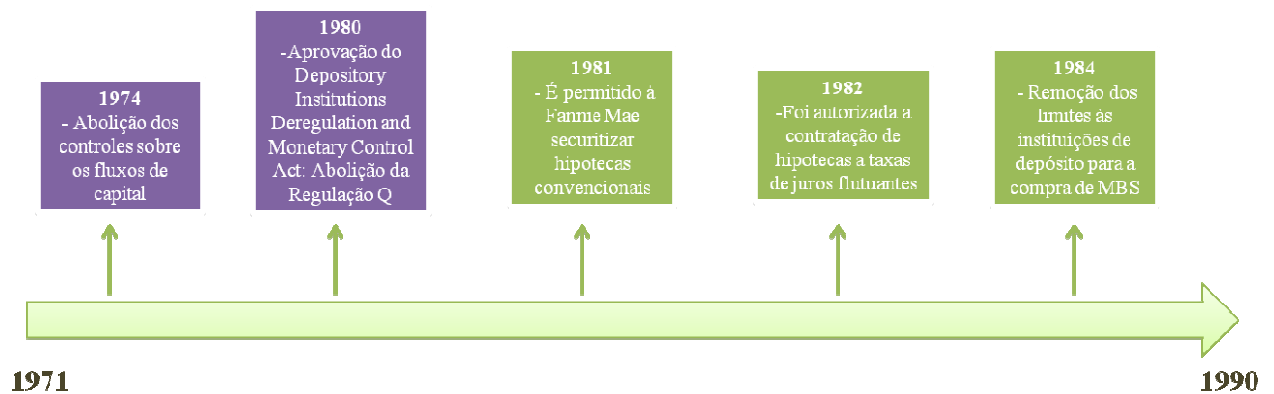 1974
- Abolição dos
controles sobre
os fluxos de
capital
1980
-Aprovação do
Depository
Institutions
Deregulation and
Monetary Control
Act: Abolição da
Regulação Q
1981
- É permitido à
Fannie Mae
securitizar
hipotecas
convencionais
1982
-Foi autorizada a
contratação de
hipotecas a taxas
de juros flutuantes
1984
- Remoção dos
limites às
instituições de
depósito para a
compra de MBS
1971
1990